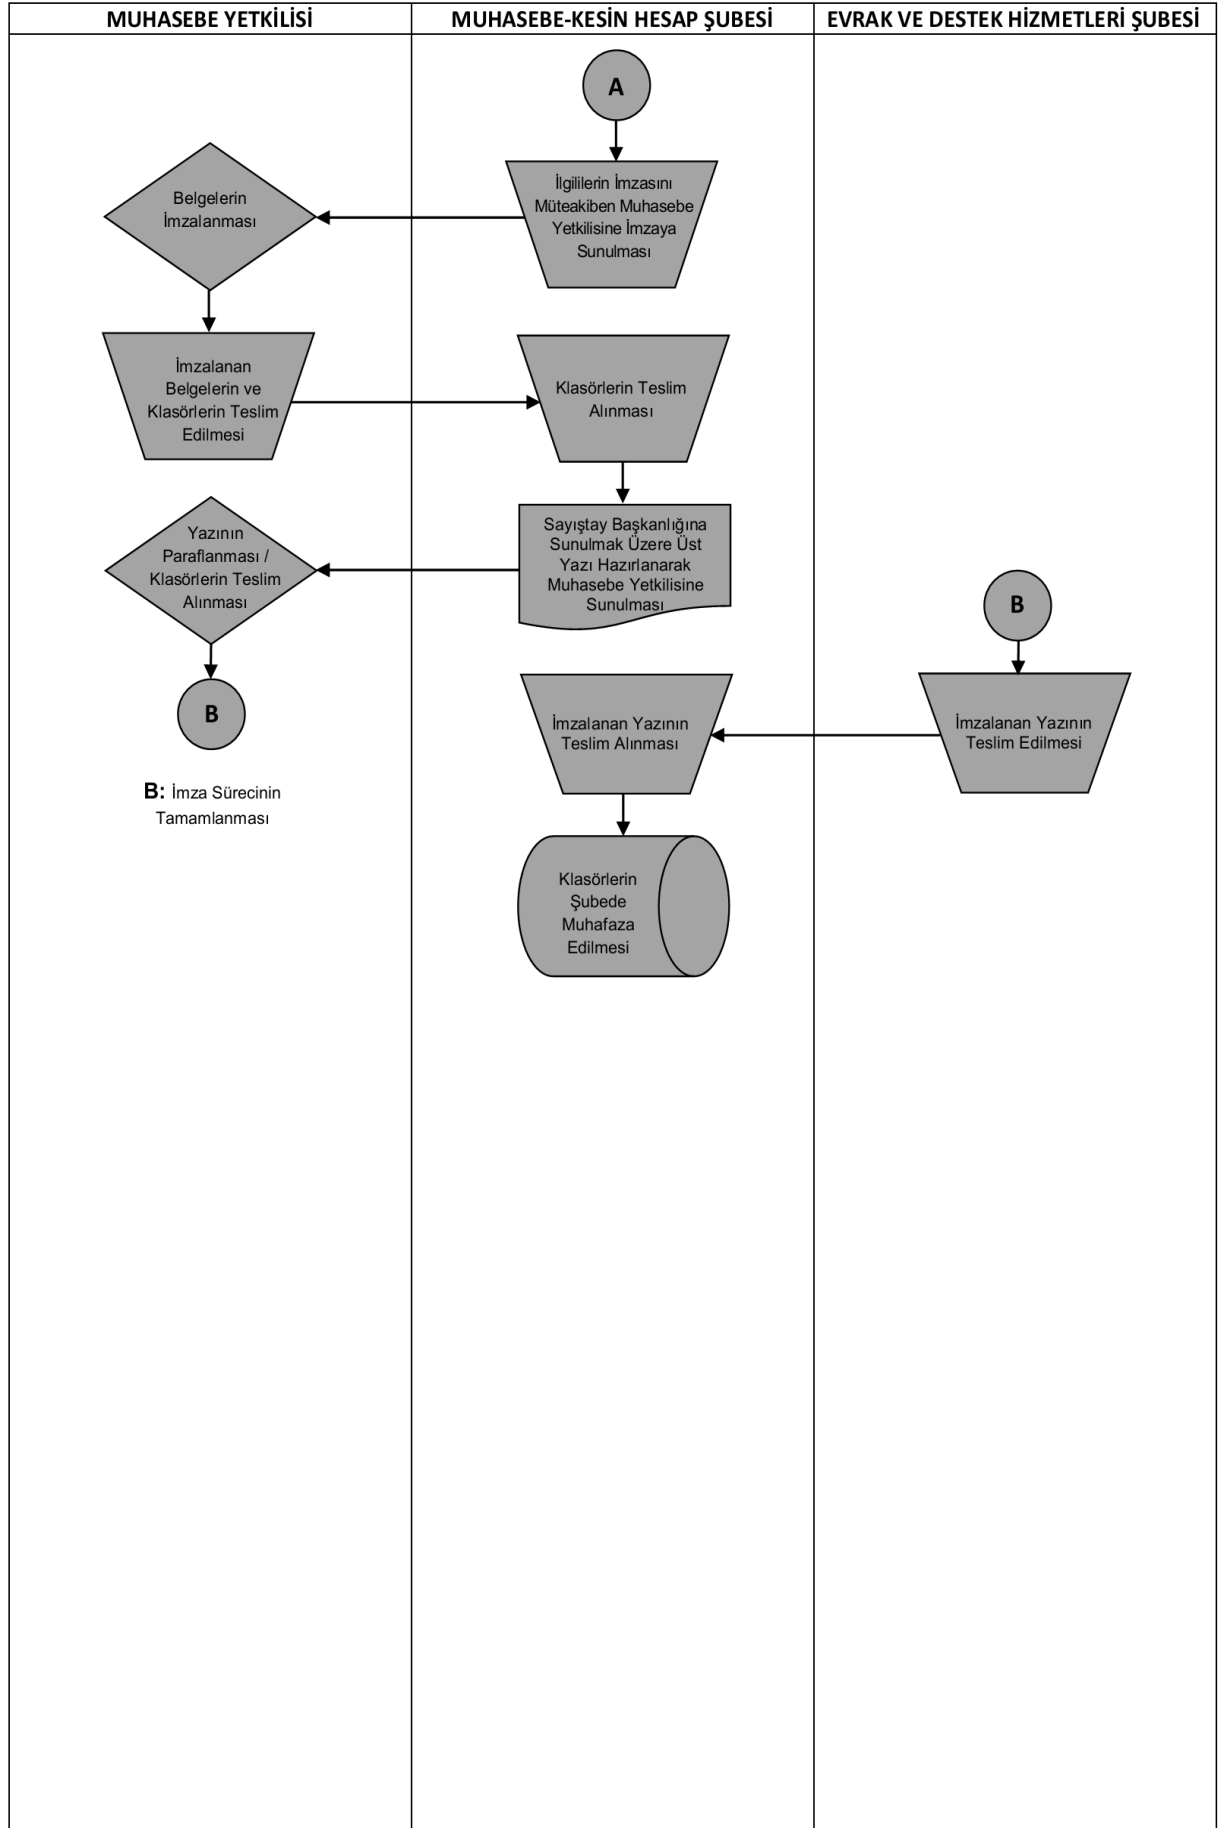 MUHASEBE YETKİLİSİ
MUHASEBE-KESİN HESAP ŞUBESİ
EVRAK VE DESTEK HİZMETLERİ ŞUBESİ
A
İlgililerin İmzasını
Müteakiben Muhasebe
Yetkilisine İmzaya
Sunulması
Belgelerin
İmzalanması
İmzalanan
Belgelerin ve
Klasörlerin Teslim
Edilmesi
Klasörlerin Teslim
Alınması
Sayıştay Başkanlığına
Sunulmak Üzere Üst
Yazı Hazırlanarak
Muhasebe Yetkilisine
Sunulması
Yazının
Paraflanması /
Klasörlerin Teslim
Alınması
B
B: İmza Sürecinin
Tamamlanması
B
İmzalanan Yazının
Teslim Edilmesi
İmzalanan Yazının
Teslim Alınması
Klasörlerin
Şubede
Muhafaza
Edilmesi